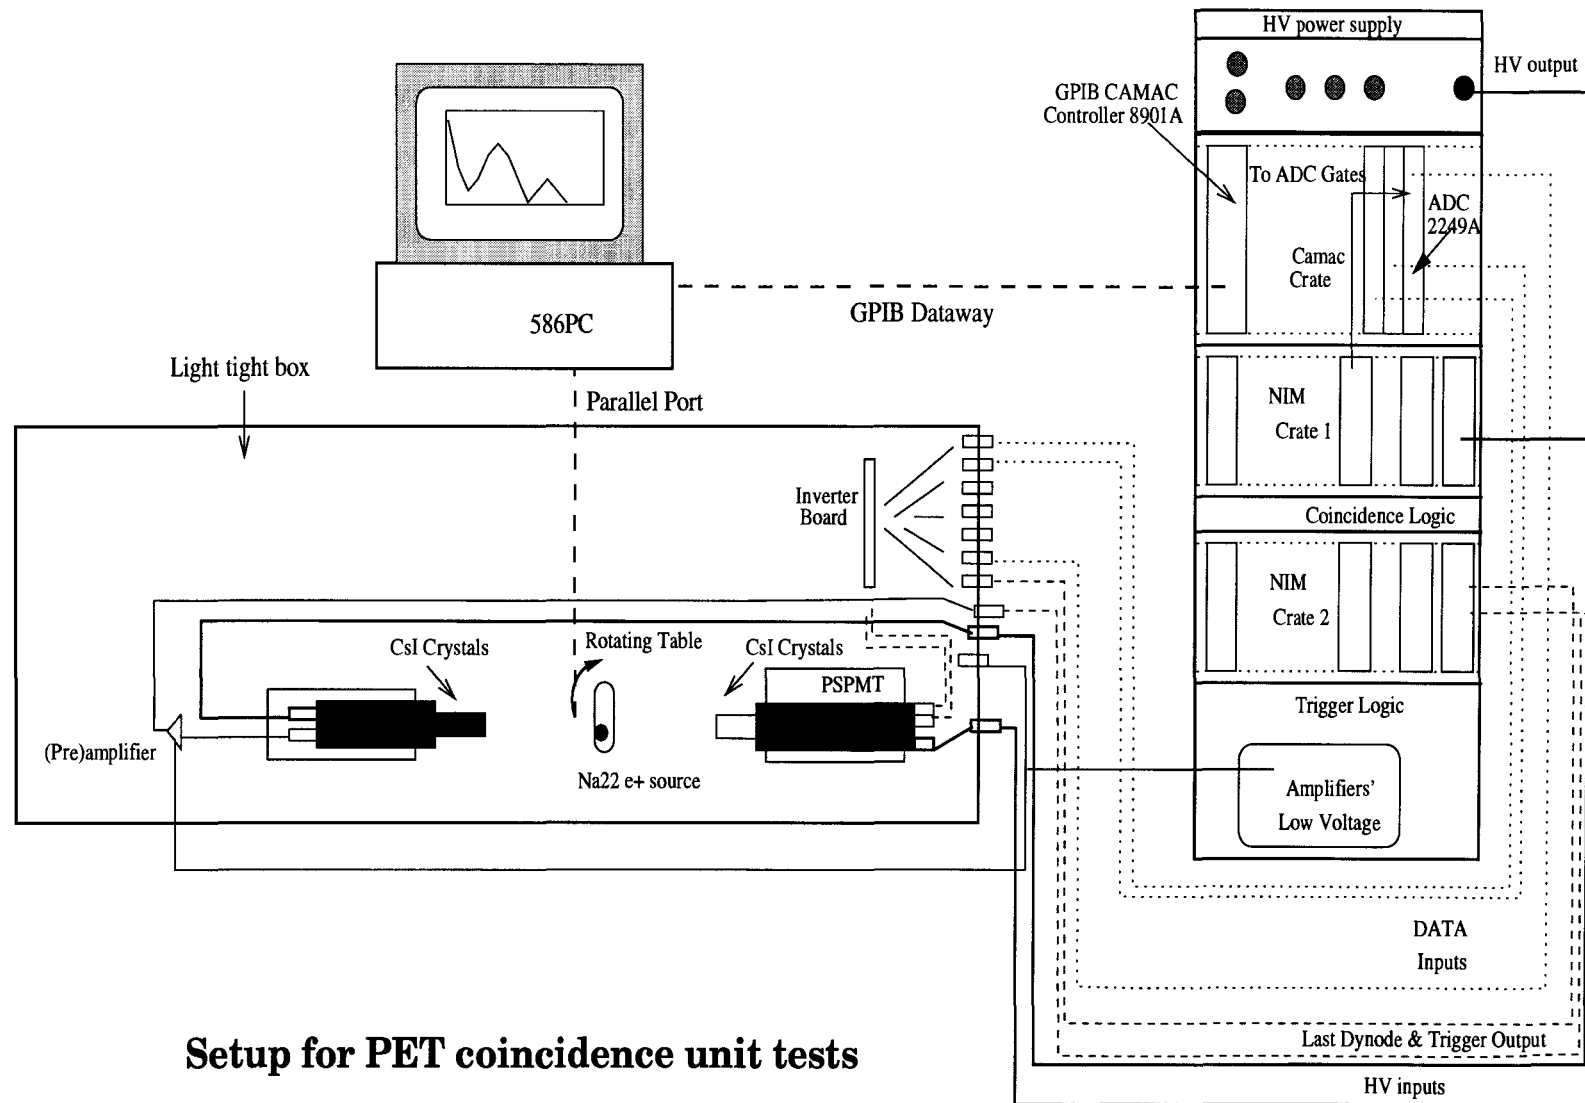 HV power supply
HV output
GPIB CAMAC
Controller 8901A
To ADC Gates
ADC
2249A
Camac
Crate
586PC
GPIB Dataway
Light tight box
Parallel Port
NIM
Crate 1
Inverter
Board
Coincidence Logic
NIM
Crate 2
CsI Crystals
Rotating Table
CsI Crystals
PSPMT
Trigger Logic
(Pre)amplifier
Na22 e+ source
Amplifiers'
Low Voltage
DATA
Inputs
Last Dynode & Trigger Output
Setup for PET coincidence unit tests
HV inputs